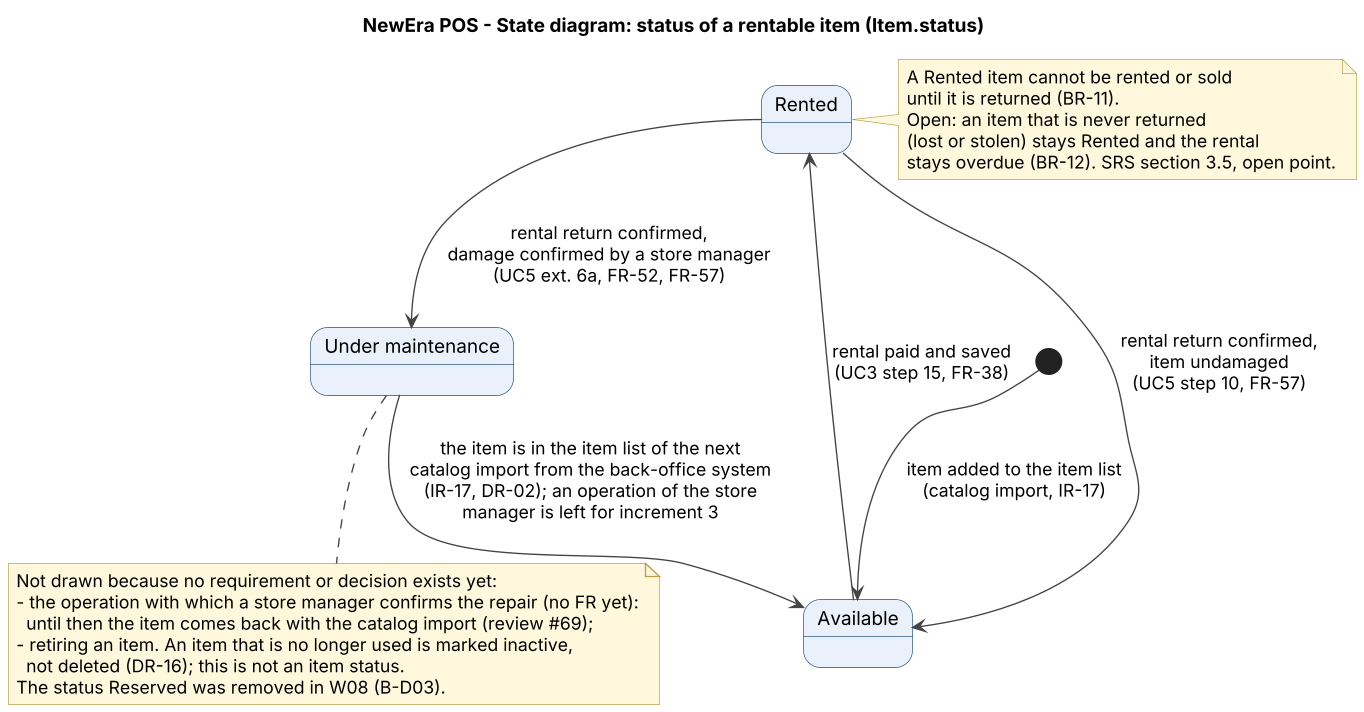 NewEra POS - State diagram: status of a rentable item (Item.status)
Rented
A Rented item cannot be rented or sold
until it is returned (BR-11).
Open: an item that is never returned
(lost or stolen) stays Rented and the rental
stays overdue (BR-12). SRS section 3.5, open point.
rental return confirmed,
damage confirmed by a store manager
(UC5 ext. 6a, FR-52, FR-57)
Under maintenance
rental paid and saved
(UC3 step 15, FR-38)
rental return confirmed,
item undamaged
(UC5 step 10, FR-57)
the item is in the item list of the next
catalog import from the back-office system
(IR-17, DR-02); an operation of the store
manager is left for increment 3
item added to the item list
(catalog import, IR-17)
Not drawn because no requirement or decision exists yet:
- the operation with which a store manager confirms the repair (no FR yet):
until then the item comes back with the catalog import (review #69);
- retiring an item. An item that is no longer used is marked inactive,
not deleted (DR-16); this is not an item status.
The status Reserved was removed in W08 (B-D03).
Available